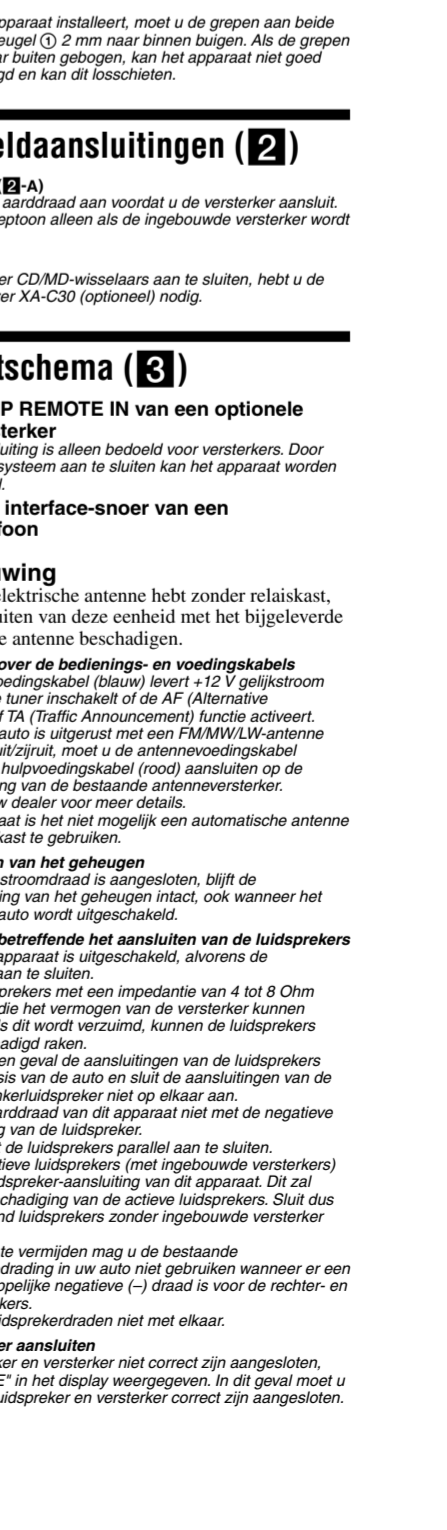 pparaat installeert, moet u de grepen aan beide
eugel ① 2 mm naar binnen buigen. Als de grepen
ar buiten gebogen, kan het apparaat niet goed
gd en kan dit losschieten.
eldaansluitingen (2)
(2-A)
aarddraad aan voordat u de versterker aansluit.
eptoon alleen als de ingebouwde versterker wordt
er CD/MD-wisselaars aan te sluiten, hebt u de
er XA-C30 (optioneel) nodig.
tschema (3)
P REMOTE IN van een optionele
sterker
uiting is alleen bedoeld voor versterkers. Door
systeem aan te sluiten kan het apparaat worden
d.
interface-snoer van een
foon
uwing
lektrische antenne hebt zonder relaiskast,
uiten van deze eenheid met het bijgeleverde
e antenne beschadigen.
over de bedienings- en voedingskabels
oedingskabel (blauw) levert +12 V gelijkstroom
e tuner inschakelt of de AF (Alternative
f TA (Traffic Announcement) functie activeert.
auto is uitgerust met een FM/MW/LW-antenne
uit/zijruit, moet u de antennevoedingskabel
hulpvoedingskabel (rood) aansluiten op de
ng van de bestaande antenneversterker.
w dealer voor meer details.
aat is het niet mogelijk een automatische antenne
kast te gebruiken.
n van het geheugen
stroomdraad is aangesloten, blijft de
ing van het geheugen intact, ook wanneer het
auto wordt uitgeschakeld.
betreffende het aansluiten van de luidsprekers
apparaat is uitgeschakeld, alvorens de
aan te sluiten.
prekers met een impedantie van 4 tot 8 Ohm
die het vermogen van de versterker kunnen
ls dit wordt verzuimd, kunnen de luidsprekers
adigd raken.
en geval de aansluitingen van de luidsprekers
sis van de auto en sluit de aansluitingen van de
nkerluidspreker niet op elkaar aan.
arddraad van dit apparaat niet met de negatieve
g van de luidspreker.
t de luidsprekers parallel aan te sluiten.
tieve luidsprekers (met ingebouwde versterkers)
dspreker-aansluiting van dit apparaat. Dit zal
chadiging van de actieve luidsprekers. Sluit dus
nd luidsprekers zonder ingebouwde versterker
te vermijden mag u de bestaande
drading in uw auto niet gebruiken wanneer er een
ppelijke negatieve (–) draad is voor de rechter- en
kers.
idsprekerdraden niet met elkaar.
er aansluiten
ker en versterker niet correct zijn aangesloten,
E" in het display weergegeven. In dit geval moet u
uidspreker en versterker correct zijn aangesloten.